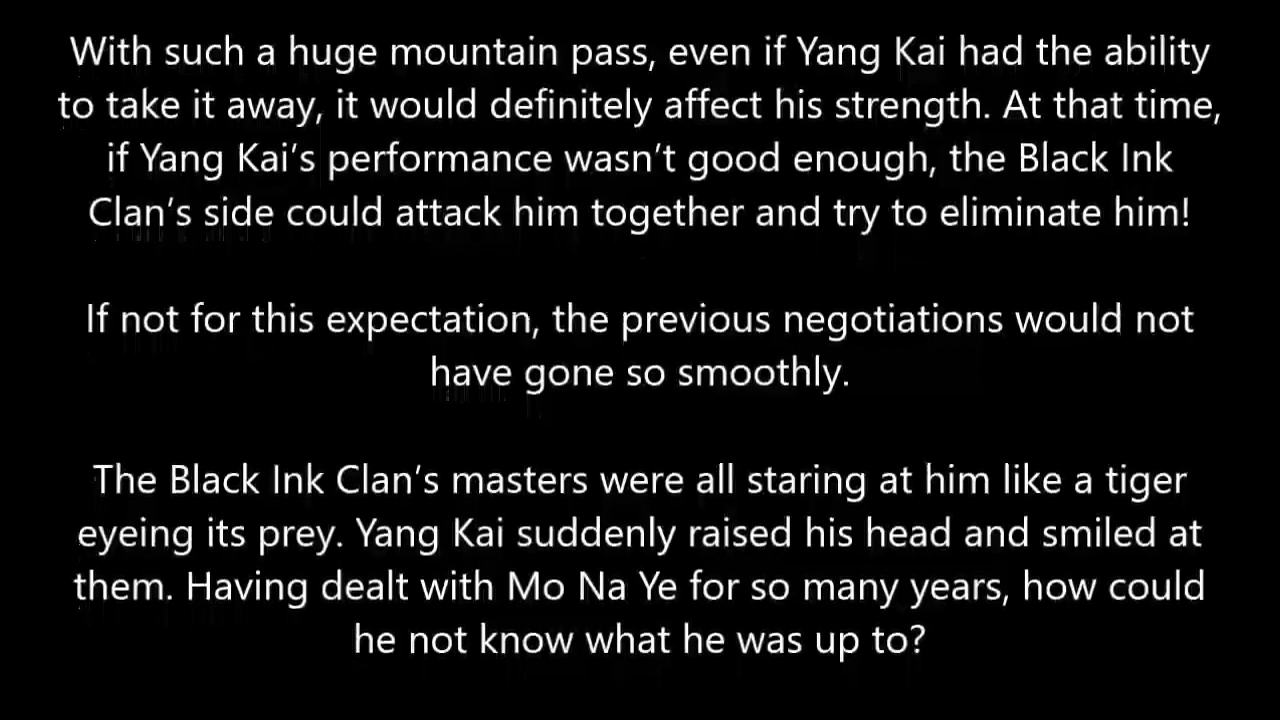 With such a huge mountain pass, even if Yang Kai had the ability
to take it away, it would definitely affect his strength. At that time,
if Yang Kai’s performance wasn’t good enough, the Black Ink
Clan’s side could attack him together and try to eliminate him!
If not for this expectation, the previous negotiations would not
have gone so smoothly.
The Black Ink Clan’s masters were all staring at him like a tiger
eyeing its prey. Yang Kai suddenly raised his head and smiled at
them. Having dealt with Mo Na Ye for so many years, how could
he not know what he was up to?